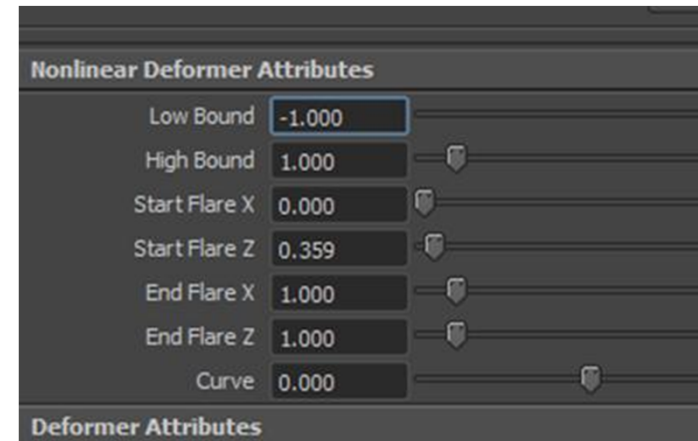 Nonlinear Deformer Attributes
Low Bound -1.000
High Bound 1.000
Start Flare X 0.000
Start Flare Z 0.359
End Flare X 1.000
End Flare Z 1.000
Curve 0.000
Deformer Attributes